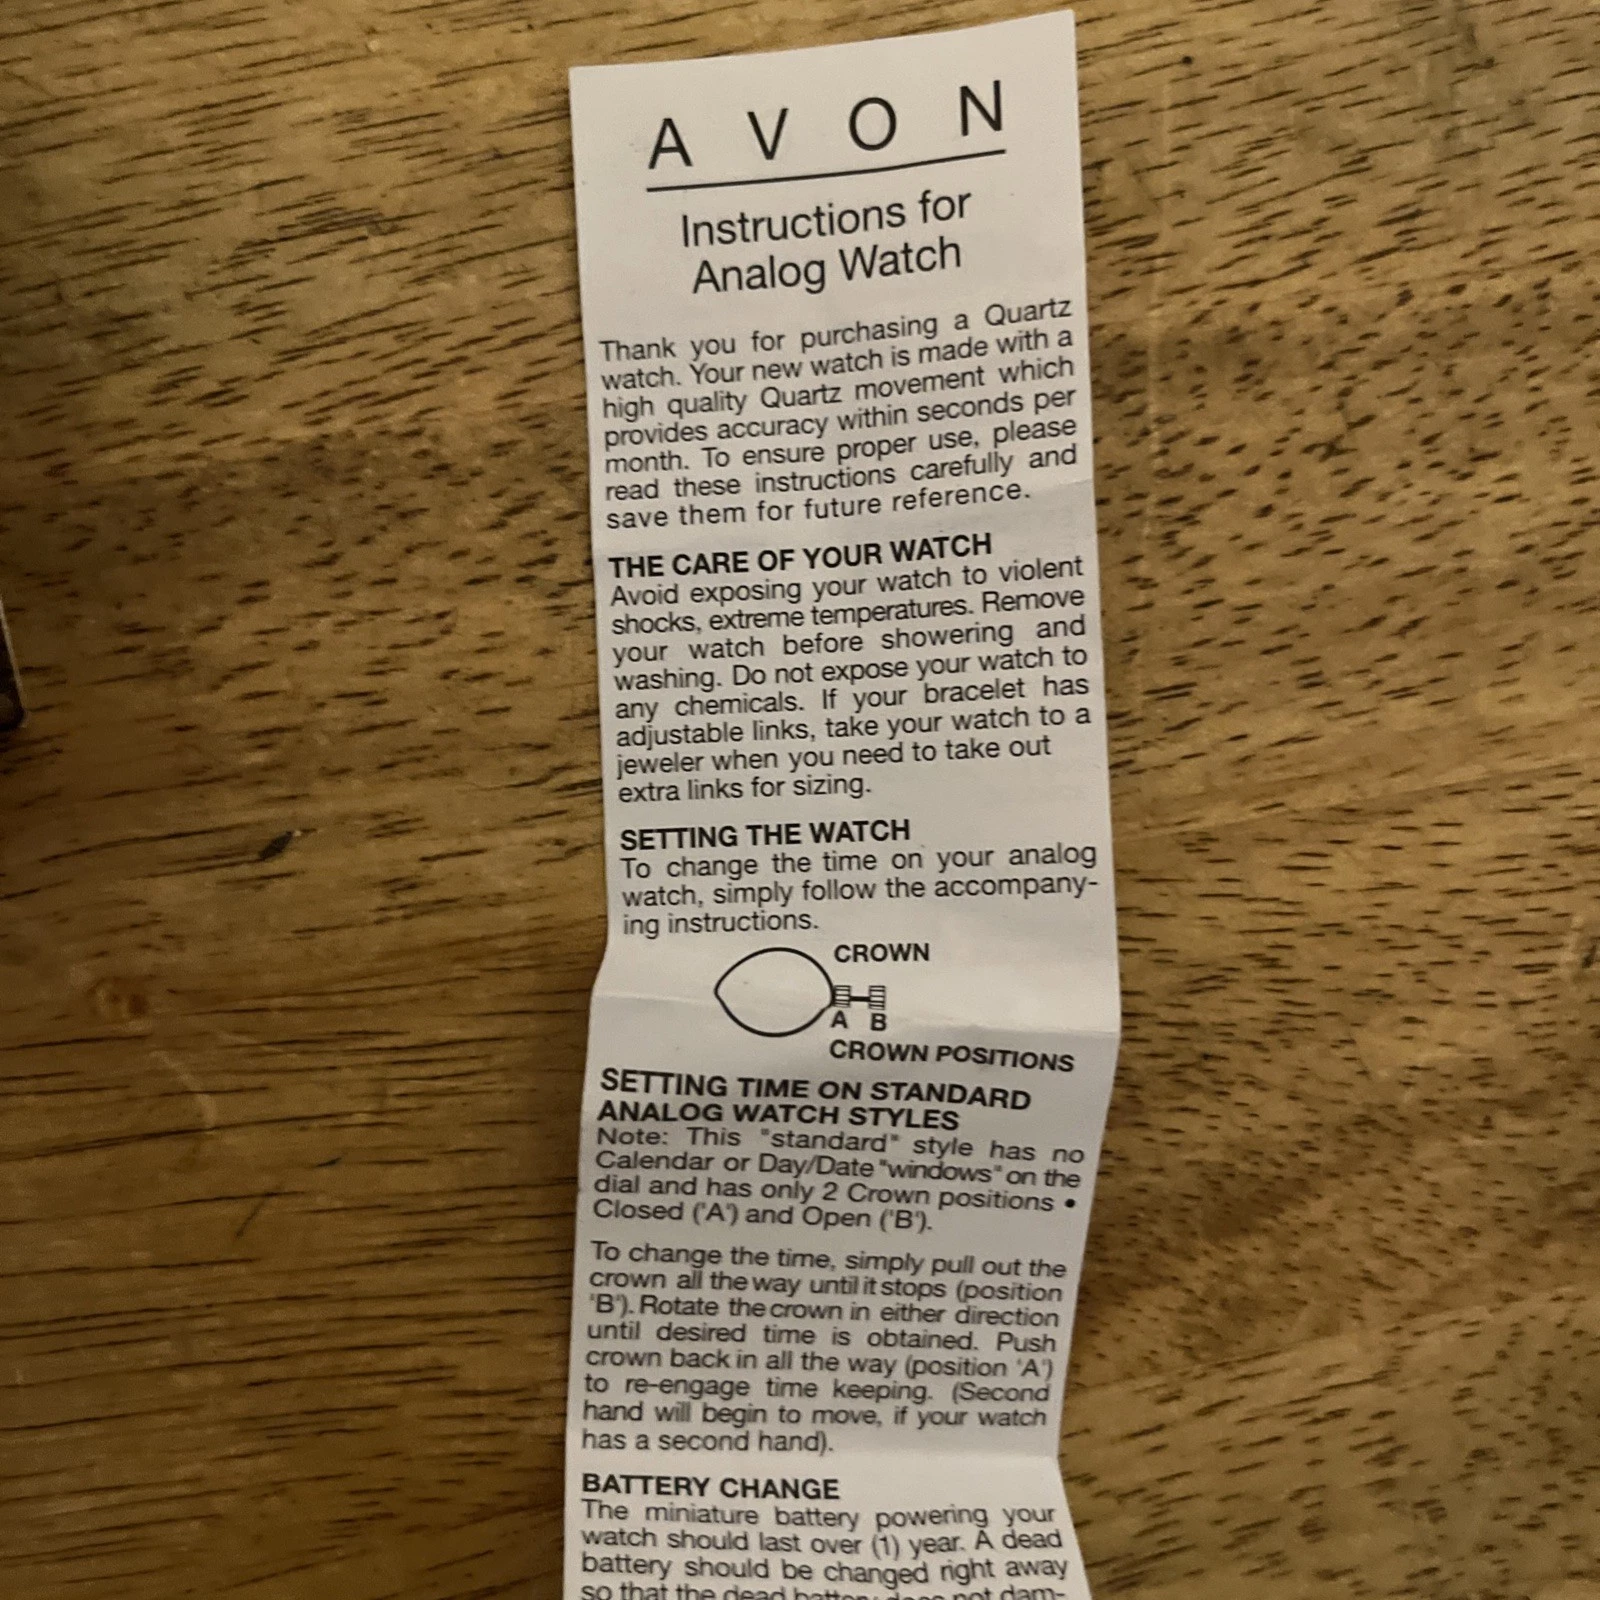 AVON
Instructions for
Analog Watch
Thank you for purchasing a Quartz
watch. Your new watch is made with a
high quality Quartz movement which
provides accuracy within seconds per
month. To ensure proper use, please
read these instructions carefully and
save them for future reference.
THE CARE OF YOUR WATCH
Avoid exposing your watch to violent
shocks, extreme temperatures. Remove
your watch before showering and
washing. Do not expose your watch to
any chemicals. If your bracelet has
adjustable links, take your watch to a
jeweler when you need to take out
extra links for sizing.
SETTING THE WATCH
To change the time on your analog
watch, simply follow the accompany-
ing instructions.
CROWN
A B
CROWN POSITIONS
SETTING TIME ON STANDARD
ANALOG WATCH STYLES
Note: This "standard" style has no
Calendar or Day/Date "windows" on the
dial and has only 2 Crown positions •
Closed ('A') and Open ('B').
To change the time, simply pull out the
crown all the way until it stops (position
'B'). Rotate the crown in either direction
until desired time is obtained. Push
crown back in all the way (position 'A')
to re-engage time keeping. (Second
hand will begin to move, if your watch
has a second hand).
BATTERY CHANGE
The miniature battery powering your
watch should last over (1) year. A dead
battery should be changed right away
so that the dead battery does not dam-